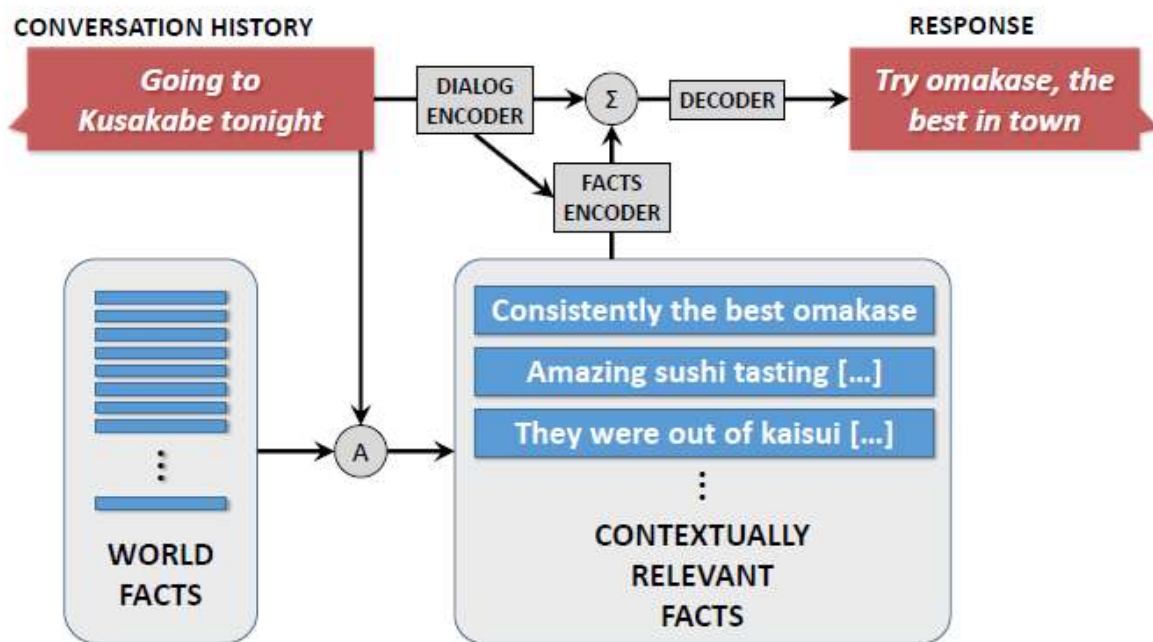 CONVERSATION HISTORY
Going to
Kusakabe tonight
DIALOG
ENCODER
Σ
DECODER
RESPONSE
Try omakase, the
best in town
FACTS
ENCODER
WORLD
FACTS
A
Consistently the best omakase
Amazing sushi tasting [...]
They were out of kaisui [...]
CONTEXTUALLY
RELEVANT
FACTS